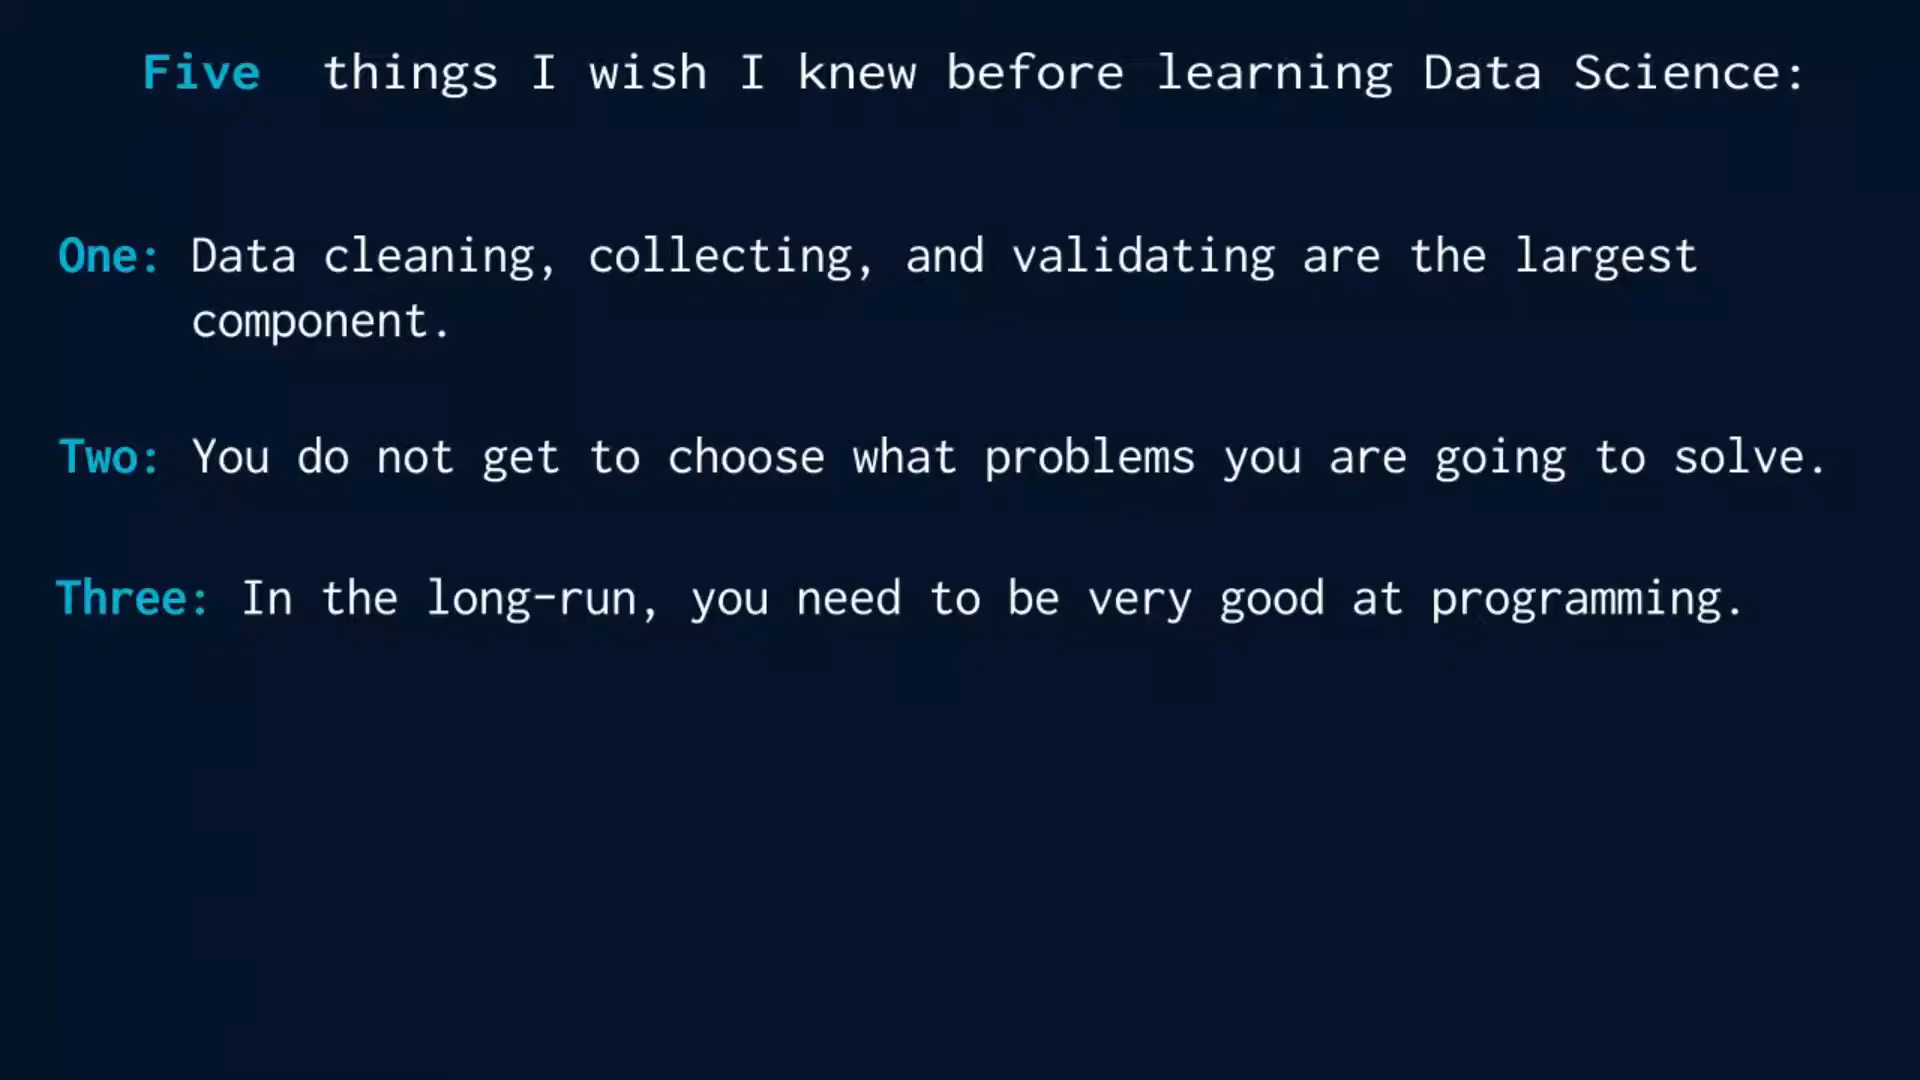 Five things I wish I knew before learning Data Science:
One: Data cleaning, collecting, and validating are the largest
component.
Two: You do not get to choose what problems you are going to solve.
Three: In the long-run, you need to be very good at programming.